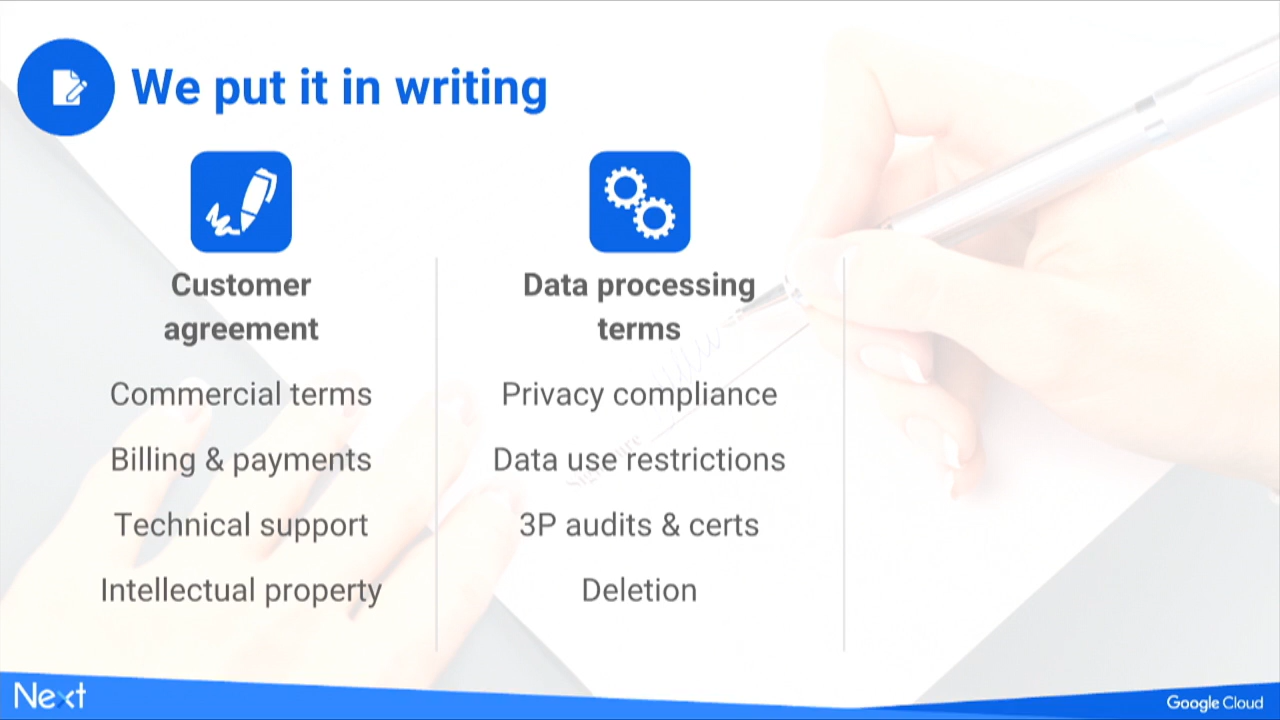 We put it in writing
Customer
agreement
Commercial terms
Billing & payments
Technical support
Intellectual property
Data processing
terms
Privacy compliance
Data use restrictions
3P audits & certs
Deletion
Signature
Next
Google Cloud